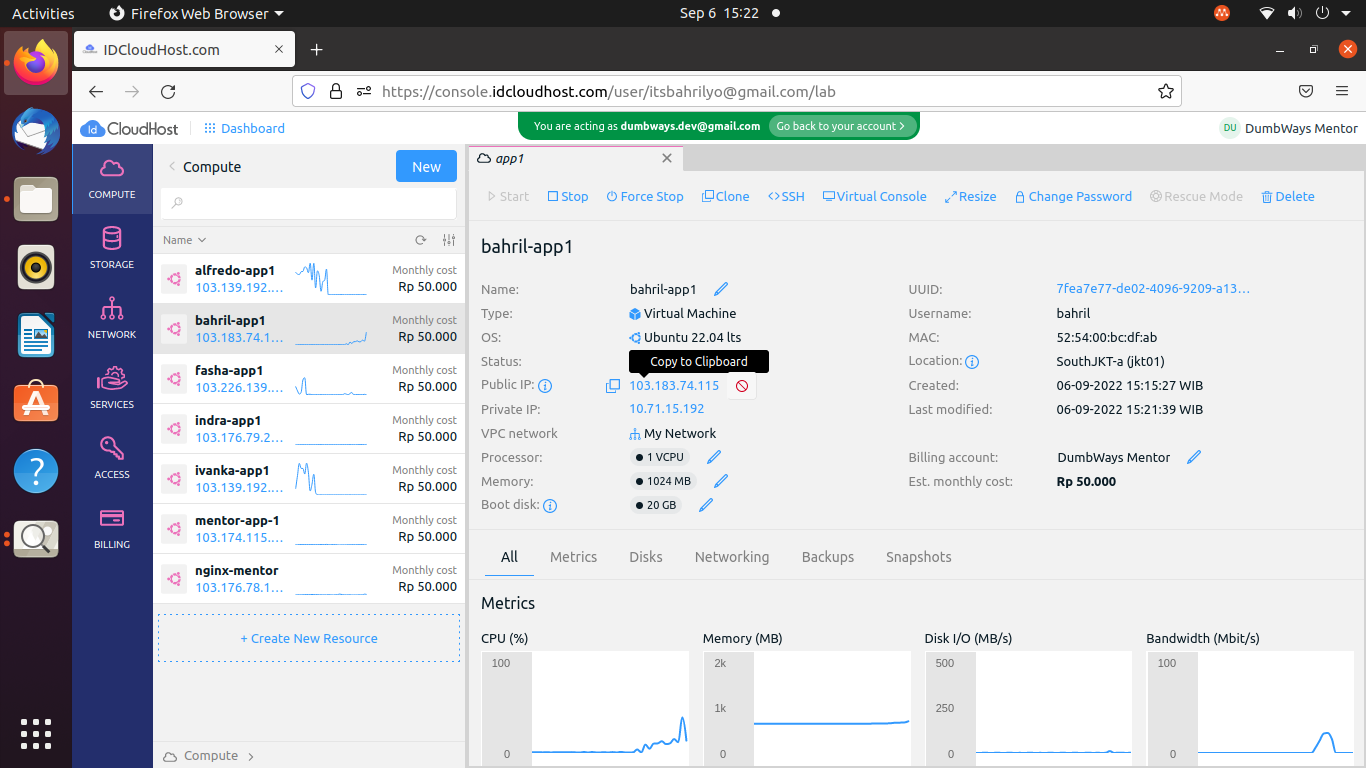 Activities
Firefox Web Browser
Sep 6 15:22
IDCloudHost.com
https://console.idcloudhost.com/user/itsbahrilyo@gmail.com/lab
Id CloudHost
Dashboard
You are acting as dumbways.dev@gmail.com
Go back to your account
DU
DumbWays Mentor
COMPUTE
STORAGE
NETWORK
SERVICES
ACCESS
BILLING
Compute
New
Name
alfredo-app1
103.139.192....
Monthly cost
Rp 50.000
bahril-app1
103.183.74.1...
Monthly cost
Rp 50.000
fasha-app1
103.226.139....
Monthly cost
Rp 50.000
indra-app1
103.176.79.2...
Monthly cost
Rp 50.000
ivanka-app1
103.139.192....
Monthly cost
Rp 50.000
mentor-app-1
103.174.115....
Monthly cost
Rp 50.000
nginx-mentor
103.176.78.1...
Monthly cost
Rp 50.000
+ Create New Resource
Compute
app1
Start
Stop
Force Stop
Clone
SSH
Virtual Console
Resize
Change Password
Rescue Mode
Delete
bahril-app1
Name: bahril-app1
Type: Virtual Machine
OS: Ubuntu 22.04 lts
Status:
Copy to Clipboard
Public IP: 103.183.74.115
Private IP: 10.71.15.192
VPC network My Network
Processor: 1 VCPU
Memory: 1024 MB
Boot disk: 20 GB
UUID: 7fea7e77-de02-4096-9209-a13...
Username: bahril
MAC: 52:54:00:bc:df:ab
Location: SouthJKT-a (jkt01)
Created: 06-09-2022 15:15:27 WIB
Last modified: 06-09-2022 15:21:39 WIB
Billing account: DumbWays Mentor
Est. monthly cost: Rp 50.000
All
Metrics
Disks
Networking
Backups
Snapshots
Metrics
CPU (%)
100
0
Memory (MB)
2k
1k
0
Disk I/O (MB/s)
500
250
0
Bandwidth (Mbit/s)
100
0